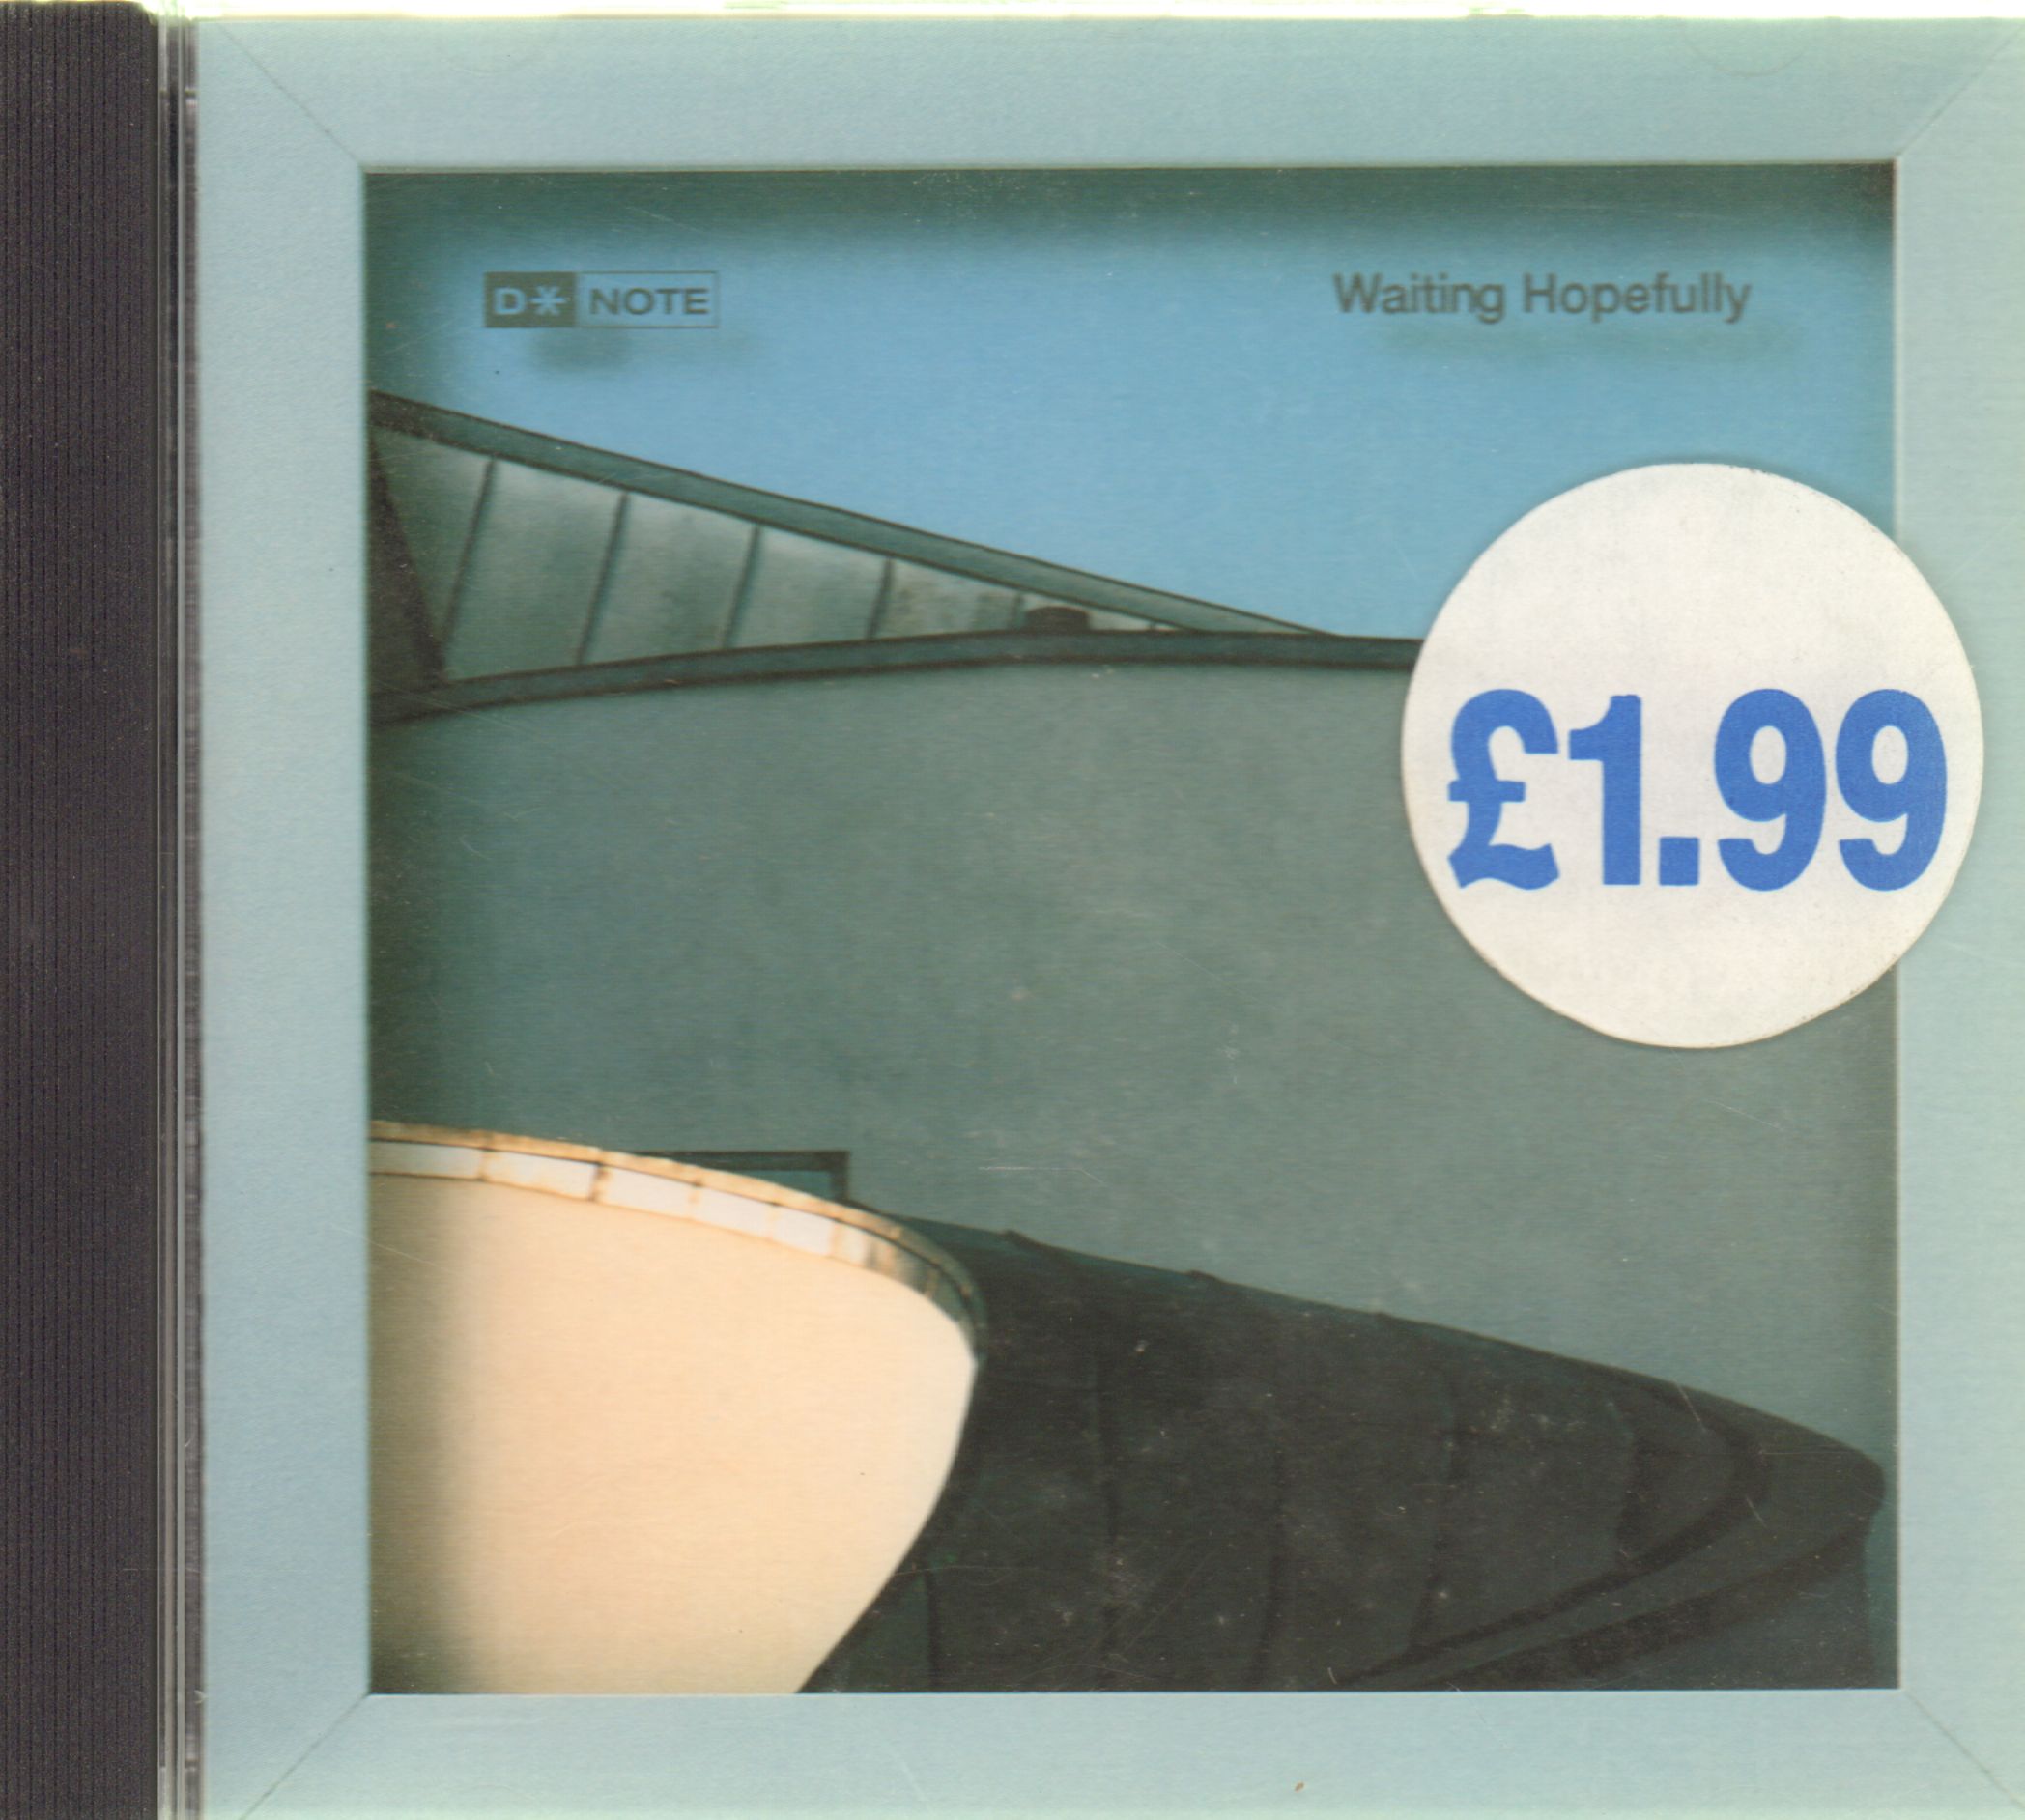 D* NOTE
Waiting Hopefully
£1.99